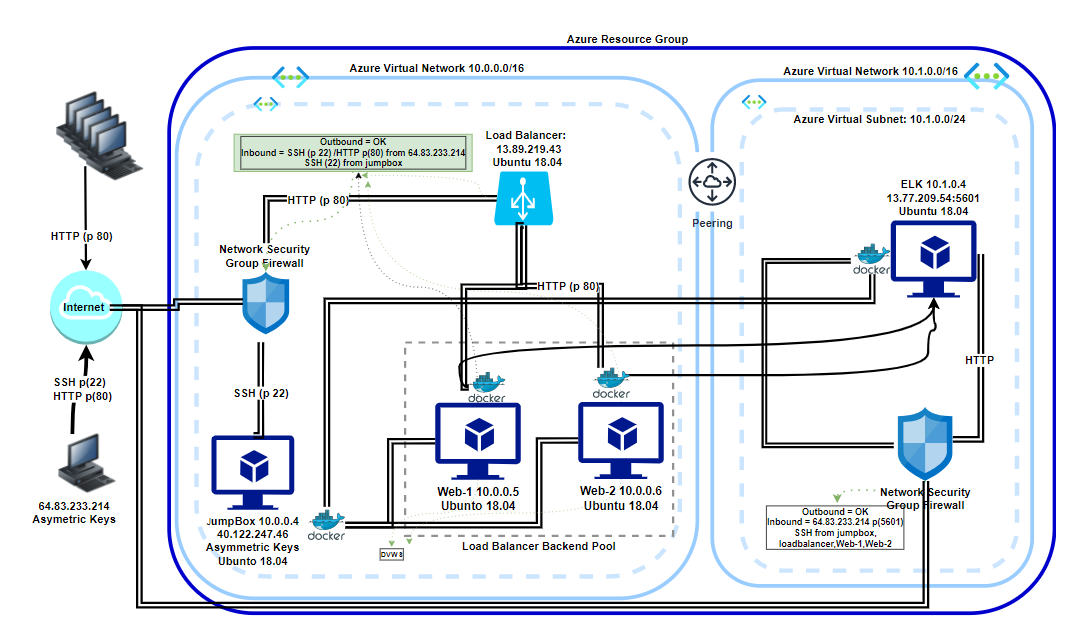 Azure Resource Group
Azure Virtual Network 10.0.0.0/16
Azure Virtual Network 10.1.0.0/16
Azure Virtual Subnet: 10.1.0.0/24
Outbound = OK
Inbound = SSH (p 22) /HTTP p(80) from 64.83.233.214
SSH (22) from jumpbox
Load Balancer:
13.89.219.43
Ubuntu 18.04
HTTP (p 80)
Network Security
Group Firewall
HTTP (p 80)
Internet
SSH p(22)
HTTP p(80)
64.83.233.214
Asymetric Keys
SSH (p 22)
JumpBox 10.0.0.4
40.122.247.46
Asymmetric Keys
Ubunto 18.04
docker
HTTP (p 80)
docker
docker
Web-1 10.0.0.5
Ubunto 18.04
Web-2 10.0.0.6
Ubuntu 18.04
Load Balancer Backend Pool
DVW8
Peering
ELK 10.1.0.4
13.77.209.54:5601
Ubuntu 18.04
docker
HTTP
Network Security
Group Firewall
Outbound = OK
Inbound = 64.83.233.214 p(5601)
SSH from jumpbox,
loadbalancer,Web-1,Web-2